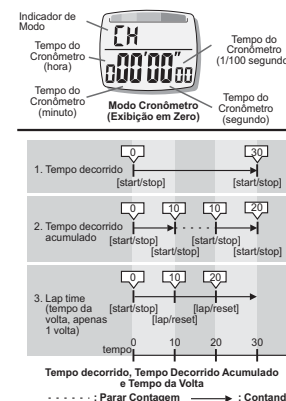 Indicador de
Modo
CH
Tempo do
Cronômetro
(hora)
Tempo do
Cronômetro
(1/100 segundo
000'00"00
Tempo do
Cronômetro
(minuto)
Modo Cronômetro
(Exibição em Zero)
Tempo do
Cronômetro
(segundo)
0 30
1. Tempo decorrido
[start/stop] [start/stop]
0 10 10 20
2. Tempo decorrido
acumulado
[start/stop] [start/stop]
[start/stop] [start/stop]
0 10 20
3. Lap time
(tempo da
volta, apenas
1 volta)
[start/stop] [lap/reset]
[lap/reset]
tempo 0 10 20 30
Tempo decorrido, Tempo Decorrido Acumulado
e Tempo da Volta
: Parar Contagem : Contand